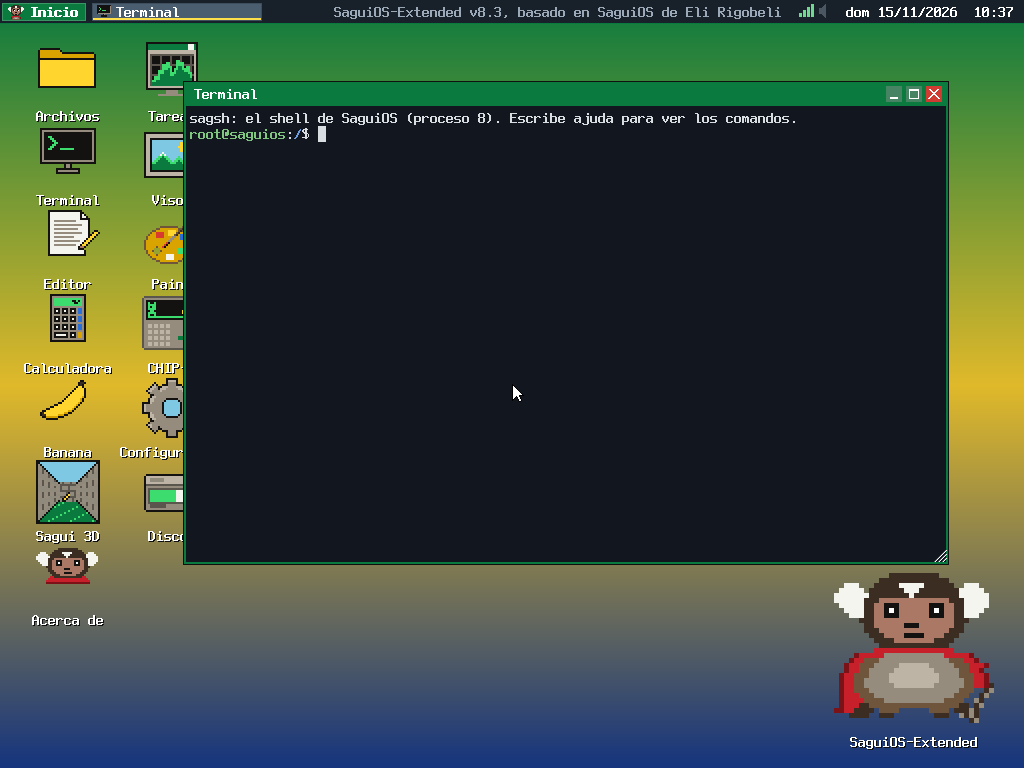 Inicio
Terminal
SaguiOS-Extended v8.3, basado en SaguiOS de Eli Rigobeli
dom 15/11/2026 10:37
Archivos
Terminal
Editor
Calculadora
Banana
Sagui 3D
Acerca de
Terminal
sagsh: el shell de SaguiOS (proceso 8). Escribe ajuda para ver los comandos.
root@saguios:/$
SaguiOS-Extended